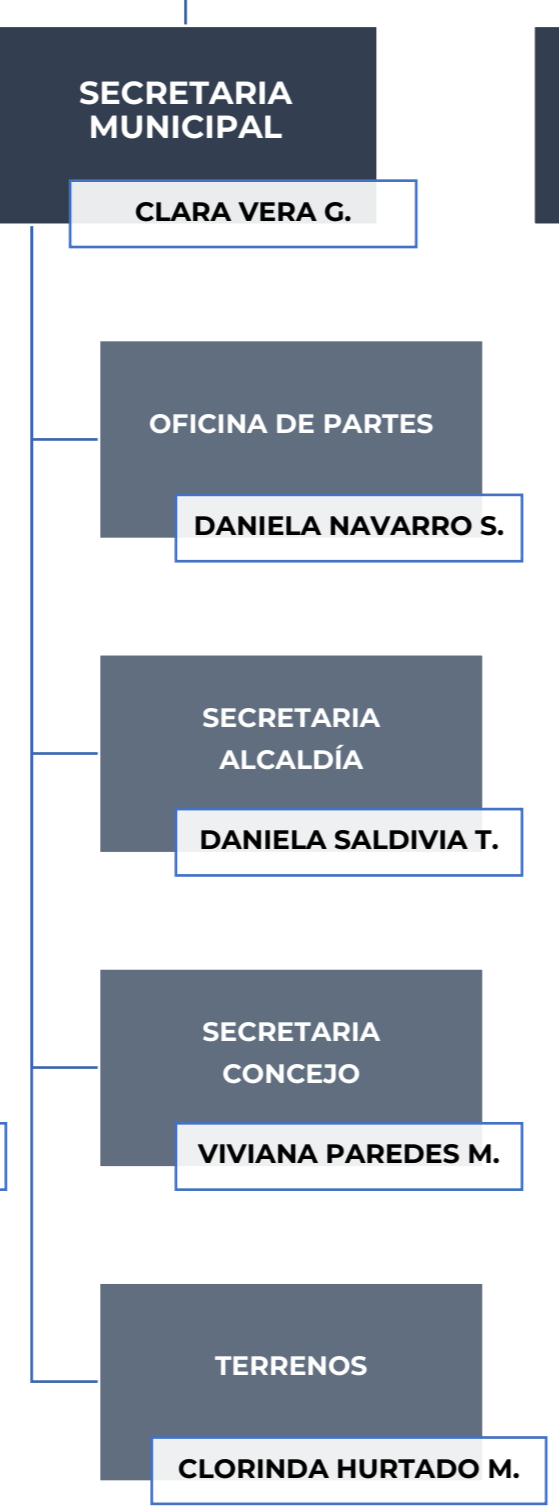 SECRETARIA
MUNICIPAL
CLARA VERA G.
OFICINA DE PARTES
DANIELA NAVARRO S.
SECRETARIA
ALCALDÍA
DANIELA SALDIVIA T.
SECRETARIA
CONCEJO
VIVIANA PAREDES M.
TERRENOS
CLORINDA HURTADO M.